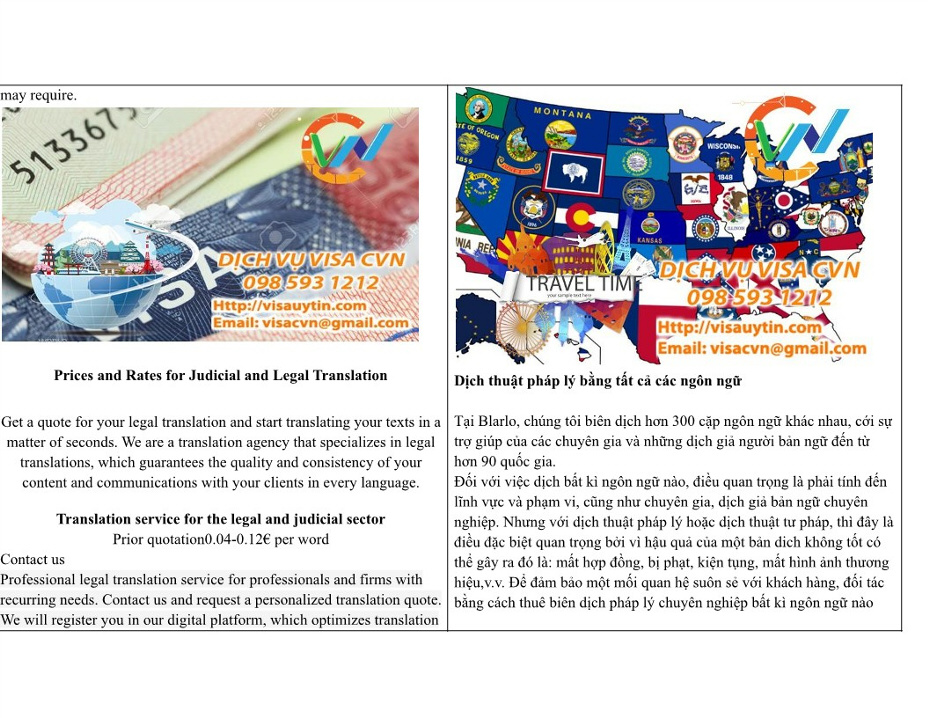 may require.
513367
VISA
CVN
DỊCH VỤ VISA CVN
098 593 1212
Http://visauytin.com
Email: visacvn@gmail.com
Prices and Rates for Judicial and Legal Translation
Get a quote for your legal translation and start translating your texts in a
matter of seconds. We are a translation agency that specializes in legal
translations, which guarantees the quality and consistency of your
content and communications with your clients in every language.
Translation service for the legal and judicial sector
Prior quotation0.04-0.12€ per word
Contact us
Professional legal translation service for professionals and firms with
recurring needs. Contact us and request a personalized translation quote.
We will register you in our digital platform, which optimizes translation
MONTANA
OF OREGON
1859
WISCONSIN
1848
KANSAS
CVN
TRAVEL TIME
your sample text here
DỊCH VỤ VISA CVN
098 593 1212
Http://visauytin.com
Email: visacvn@gmail.com
Dịch thuật pháp lý bằng tất cả các ngôn ngữ
Tại Blarlo, chúng tôi biên dịch hơn 300 cặp ngôn ngữ khác nhau, cới sự
trợ giúp của các chuyên gia và những dịch giả người bản ngữ đến từ
hơn 90 quốc gia.
Đối với việc dịch bất kì ngôn ngữ nào, điều quan trọng là phải tính đến
lĩnh vực và phạm vi, cũng như chuyên gia, dịch giả bản ngữ chuyên
nghiệp. Nhưng với dịch thuật pháp lý hoặc dịch thuật tư pháp, thì đây là
điều đặc biệt quan trọng bởi vì hậu quả của một bản dich không tốt có
thể gây ra đó là: mất hợp đồng, bị phạt, kiện tụng, mất hình ảnh thương
hiệu,v.v. Để đảm bảo một mối quan hệ suôn sẻ với khách hàng, đối tác
bằng cách thuê biên dịch pháp lý chuyên nghiệp bất kì ngôn ngữ nào